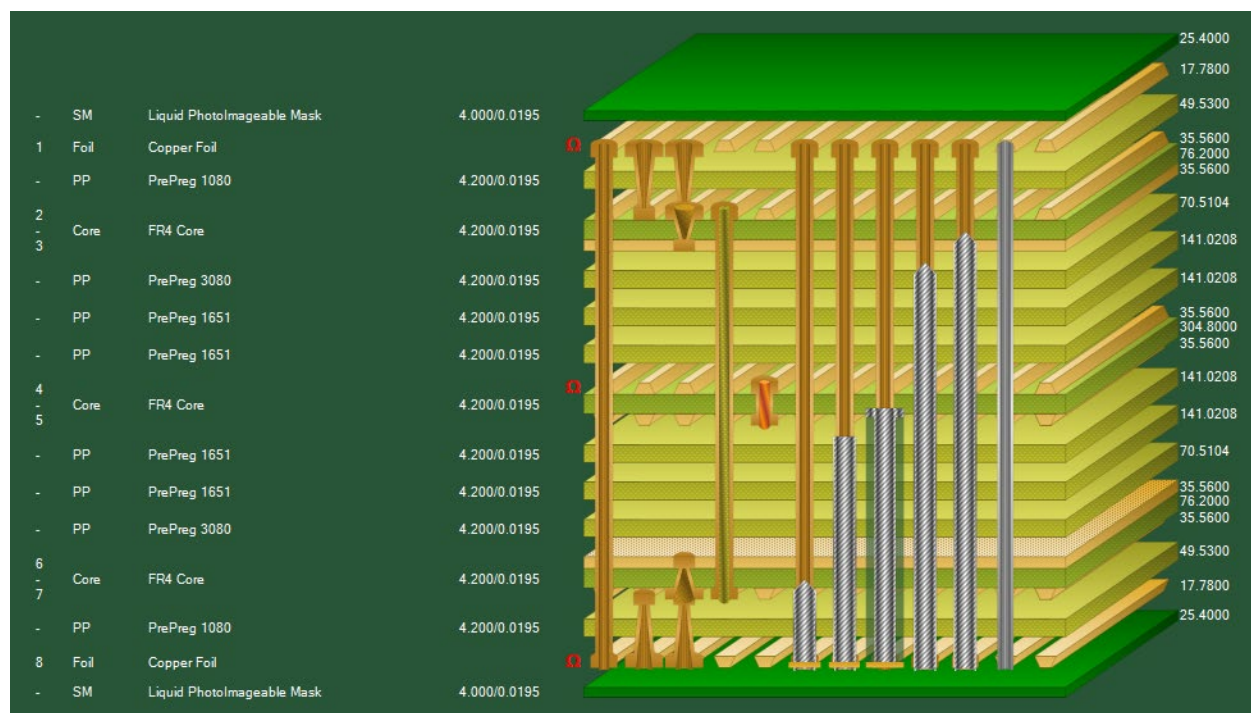 25.4000
17.7800
49.5300
- SM Liquid PhotoImageable Mask 4.000/0.0195
35.5600
1 Foil Copper Foil Ω
76.2000
35.5600
- PP PrePreg 1080 4.200/0.0195
70.5104
2
- Core FR4 Core 4.200/0.0195
3
141.0208
- PP PrePreg 3080 4.200/0.0195
141.0208
- PP PrePreg 1651 4.200/0.0195
35.5600
304.8000
35.5600
- PP PrePreg 1651 4.200/0.0195
141.0208
4 Ω
- Core FR4 Core 4.200/0.0195
5
141.0208
- PP PrePreg 1651 4.200/0.0195
70.5104
- PP PrePreg 1651 4.200/0.0195
35.5600
76.2000
35.5600
- PP PrePreg 3080 4.200/0.0195
49.5300
6
- Core FR4 Core 4.200/0.0195
7
17.7800
25.4000
- PP PrePreg 1080 4.200/0.0195
8 Foil Copper Foil Ω
- SM Liquid PhotoImageable Mask 4.000/0.0195